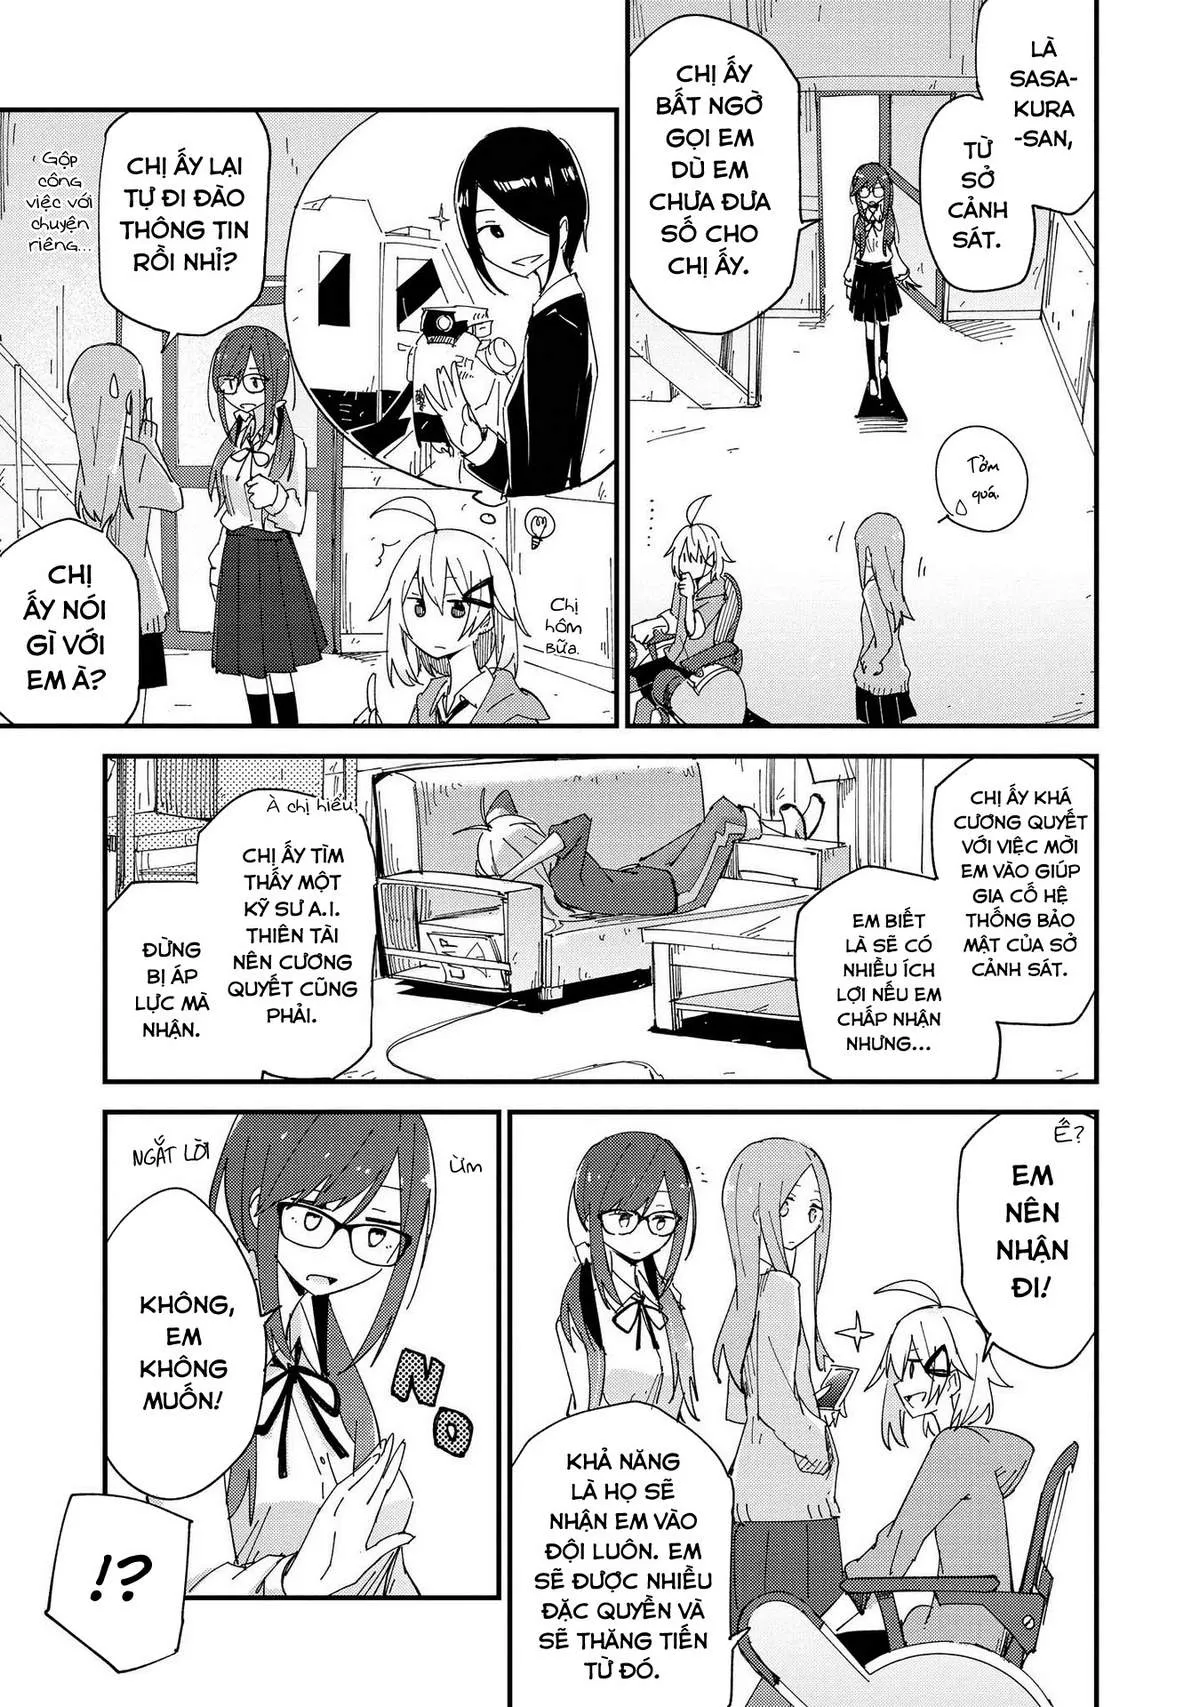 LÀ
SASA-
KURA
-SAN,
TỪ
SỞ
CẢNH
SÁT.
CHỊ ẤY
BẤT NGỜ
GỌI EM
DÙ EM
CHƯA ĐƯA
SỐ CHO
CHỊ ẤY.
Tởm
quá.
CHỊ ẤY LẠI
TỰ ĐI ĐÀO
THÔNG TIN
RỒI NHỈ?
Gộp
công
việc với
chuyện
riêng...
Chị
hôm
bữa.
CHỊ
ẤY NÓI
GÌ VỚI
EM À?
CHỊ ẤY KHÁ
CƯƠNG QUYẾT
VỚI VIỆC MỜI
EM VÀO GIÚP
GIA CỐ HỆ
THỐNG BẢO
MẬT CỦA SỞ
CẢNH SÁT.
EM BIẾT
LÀ SẼ CÓ
NHIỀU ÍCH
LỢI NẾU EM
CHẤP NHẬN
NHƯNG...
À chị hiểu
CHỊ ẤY TÌM
THẤY MỘT
KỸ SƯ A.I.
THIÊN TÀI
NÊN CƯƠNG
QUYẾT CŨNG
PHẢI.
ĐỪNG
BỊ ÁP
LỰC MÀ
NHẬN.
Ế?
EM
NÊN
NHẬN
ĐI!
KHẢ NĂNG
LÀ HỌ SẼ
NHẬN EM VÀO
ĐỘI LUÔN. EM
SẼ ĐƯỢC NHIỀU
ĐẶC QUYỀN VÀ
SẼ THĂNG TIẾN
TỪ ĐÓ.
ỪM
NGẮT LỜI
KHÔNG,
EM
KHÔNG
MUỐN!
NO
!?